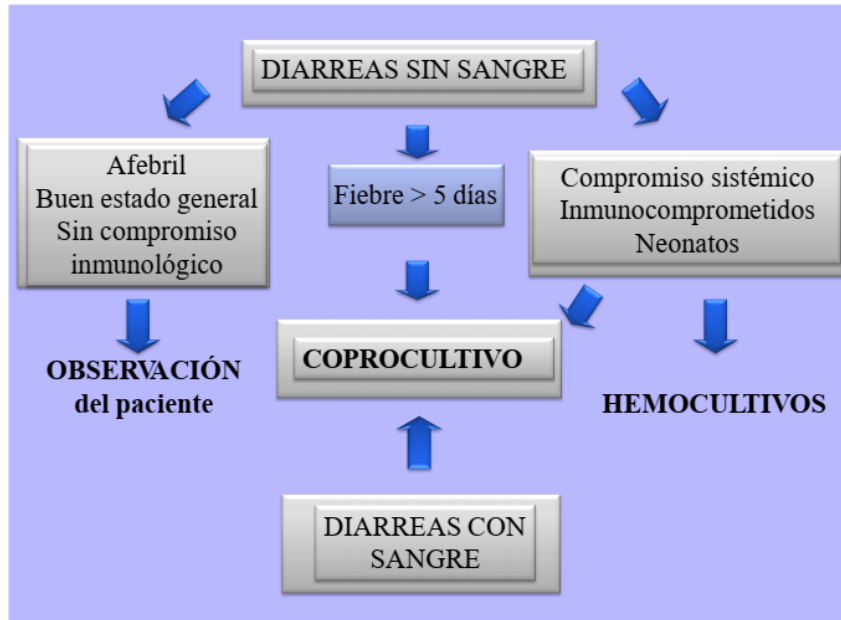 DIARREAS SIN SANGRE
Afebril
Buen estado general
Sin compromiso
inmunológico
Fiebre > 5 días
Compromiso sistémico
Inmunocomprometidos
Neonatos
OBSERVACIÓN
del paciente
COPROCULTIVO
HEMOCULTIVOS
DIARREAS CON
SANGRE